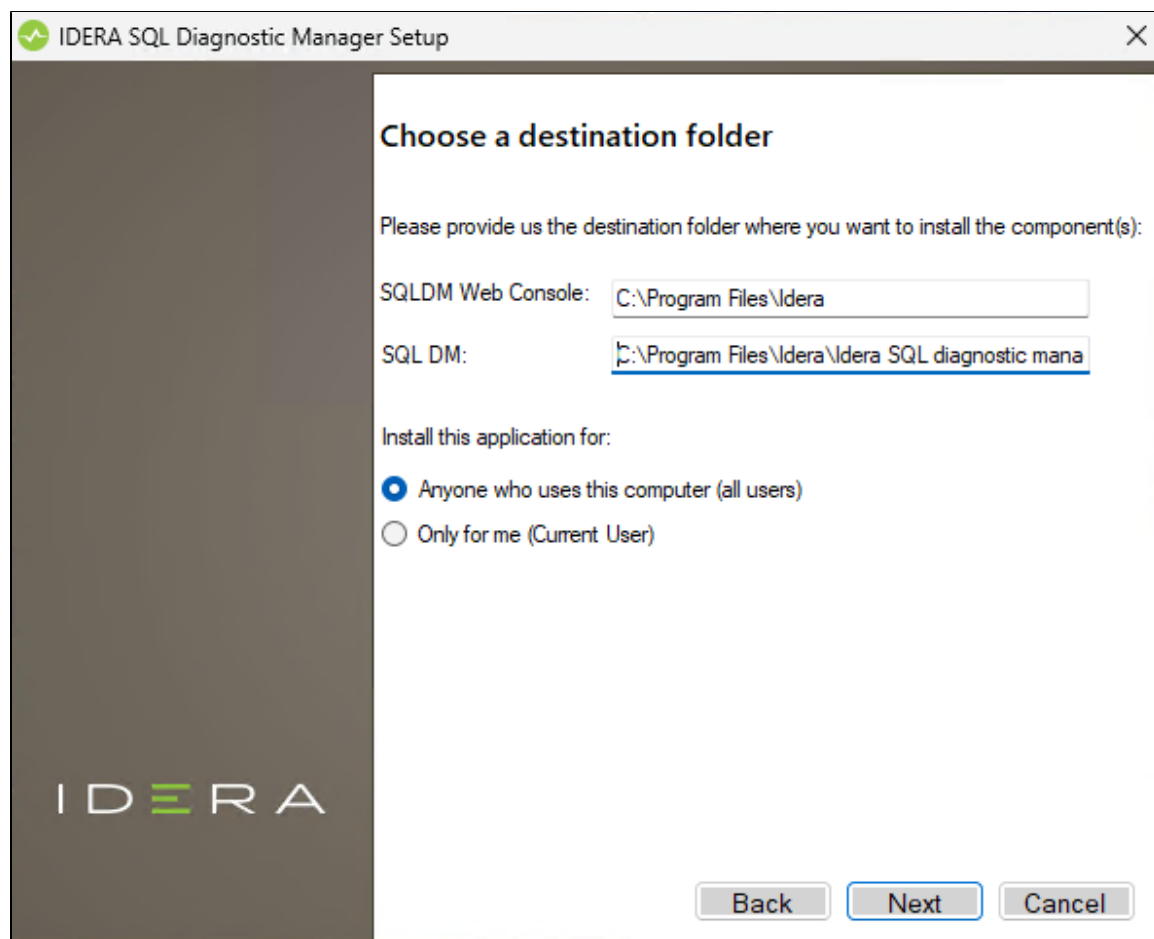 IDERA SQL Diagnostic Manager Setup
Choose a destination folder
Please provide us the destination folder where you want to install the component(s):
SQLDM Web Console: C:\Program Files\Idera
SQL DM: C:\Program Files\Idera\Idera SQL diagnostic mana
Install this application for:
Anyone who uses this computer (all users)
Only for me (Current User)
IDERA
Back Next Cancel